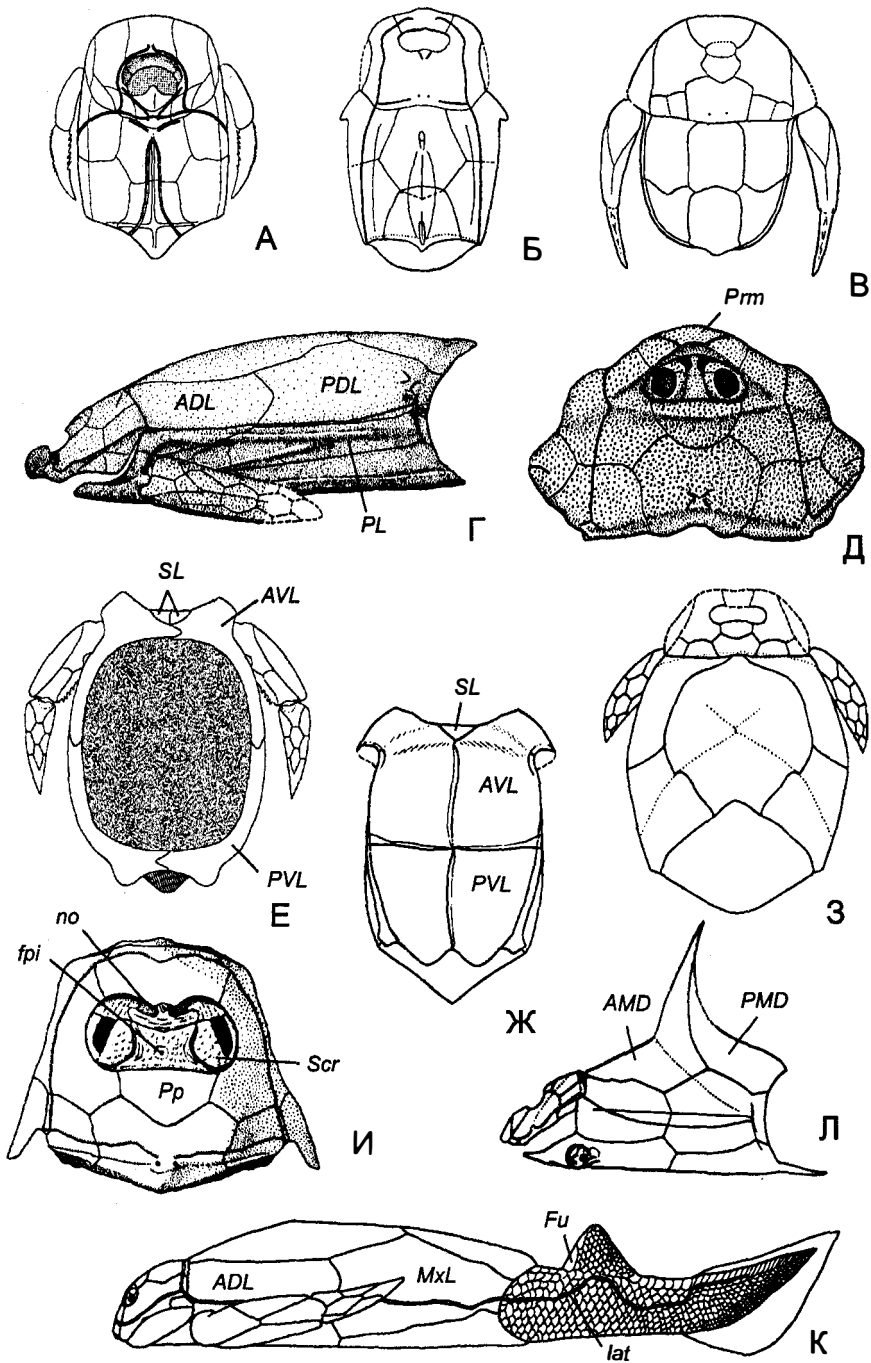 А
Б
В
Prm
ADL
PDL
PL
Г
Д
SL
AVL
PVL
Е
SL
AVL
PVL
Ж
З
no
fpi
Scr
Pp
И
AMD
PMD
Л
Fu
ADL
MxL
lat
К